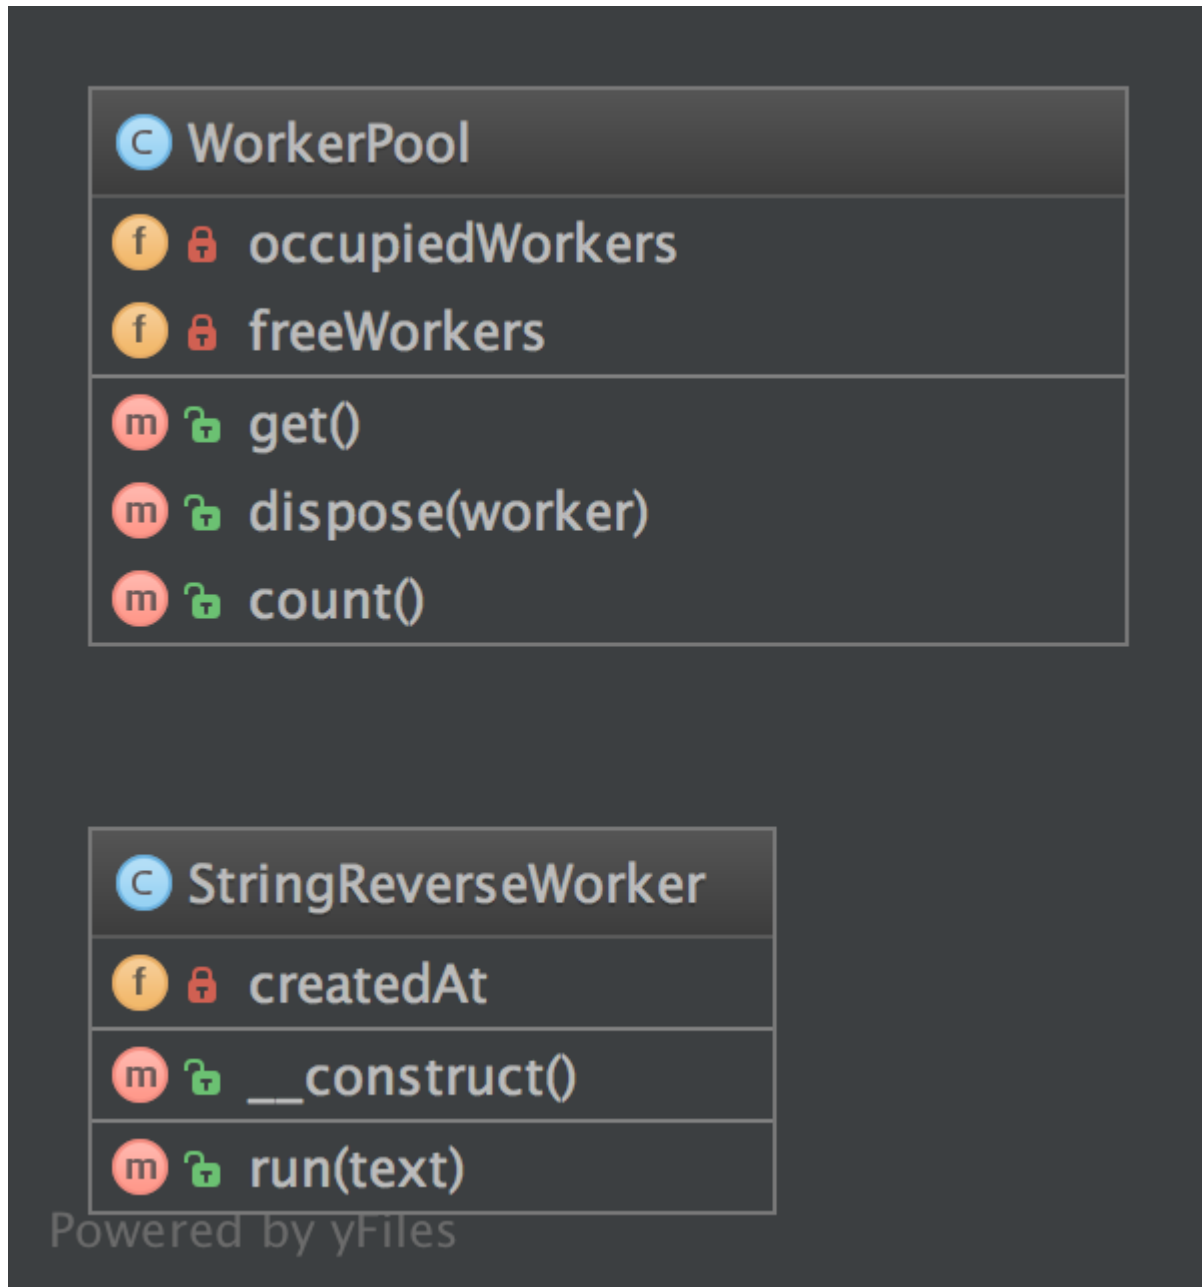 C WorkerPool
f occupiedWorkers
f freeWorkers
m get()
m dispose(worker)
m count()
C StringReverseWorker
f createdAt
m __construct()
m run(text)
Powered by yFiles